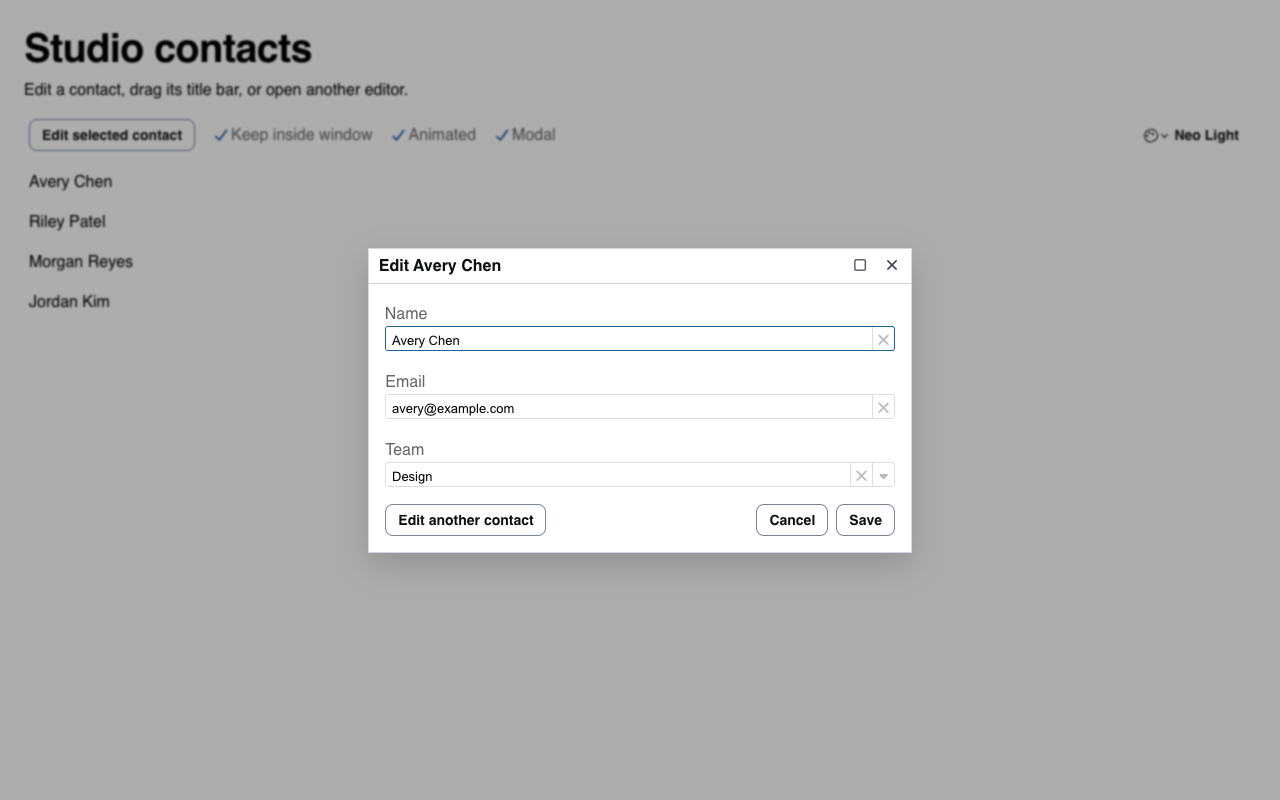 Studio contacts
Edit a contact, drag its title bar, or open another editor.
Edit selected contact Keep inside window Animated Modal Neo Light
Avery Chen
Riley Patel
Morgan Reyes
Jordan Kim
Edit Avery Chen
Name
Avery Chen
Email
avery@example.com
Team
Design
Edit another contact Cancel Save